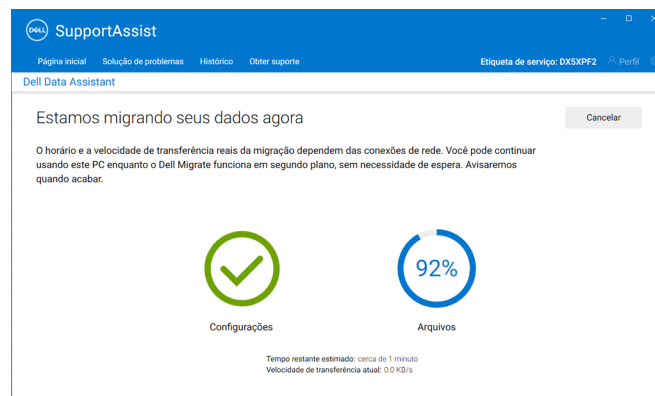 DELL SupportAssist
Página inicial Solução de problemas Histórico Obter suporte Etiqueta de serviço: DX5XPF2 Perfil
Dell Data Assistant
Estamos migrando seus dados agora
Cancelar
O horário e a velocidade de transferência reais da migração dependem das conexões de rede. Você pode continuar
usando este PC enquanto o Dell Migrate funciona em segundo plano, sem necessidade de espera. Avisaremos
quando acabar.
92%
Configurações Arquivos
Tempo restante estimado: cerca de 1 minuto
Velocidade de transferência atual: 0.0 KB/s